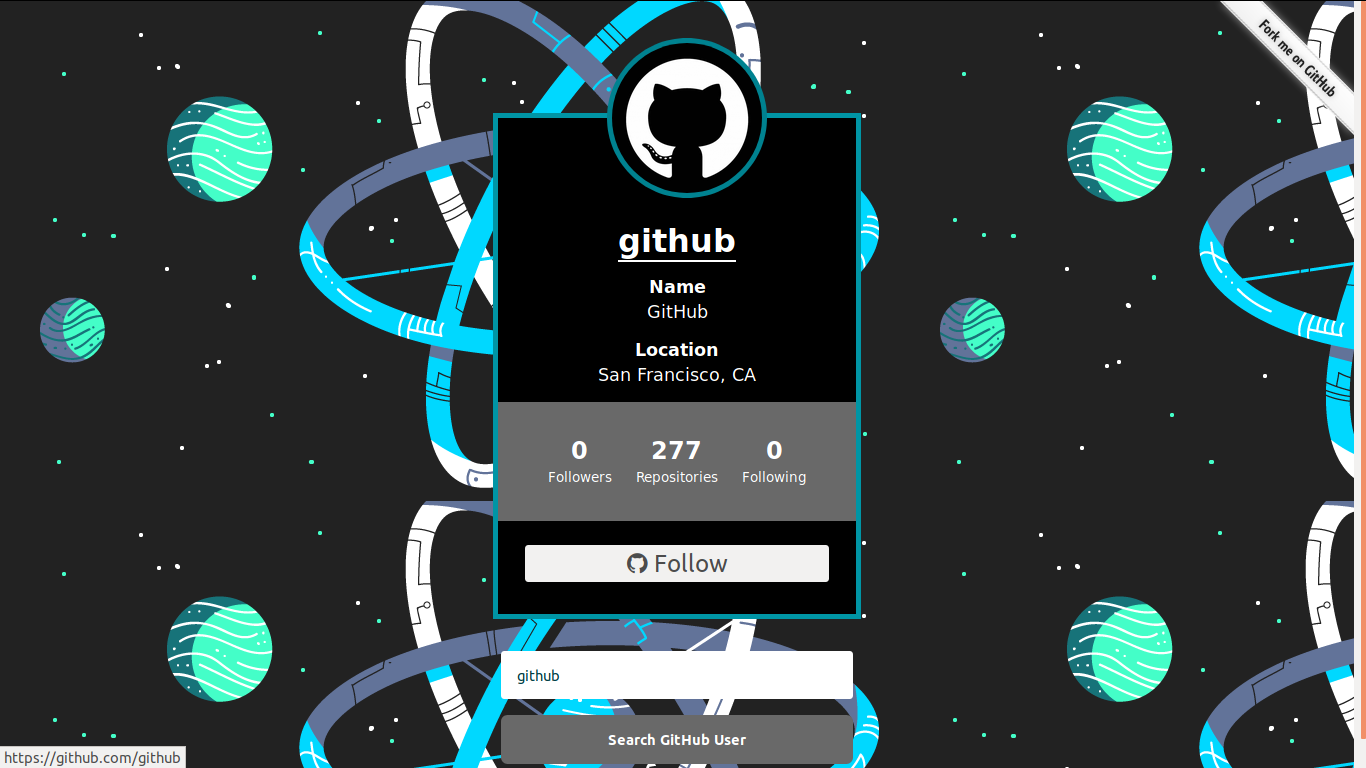 Fork me on GitHub
github
Name
GitHub
Location
San Francisco, CA
0 277 0
Followers Repositories Following
Follow
github
Search GitHub User
https://github.com/github